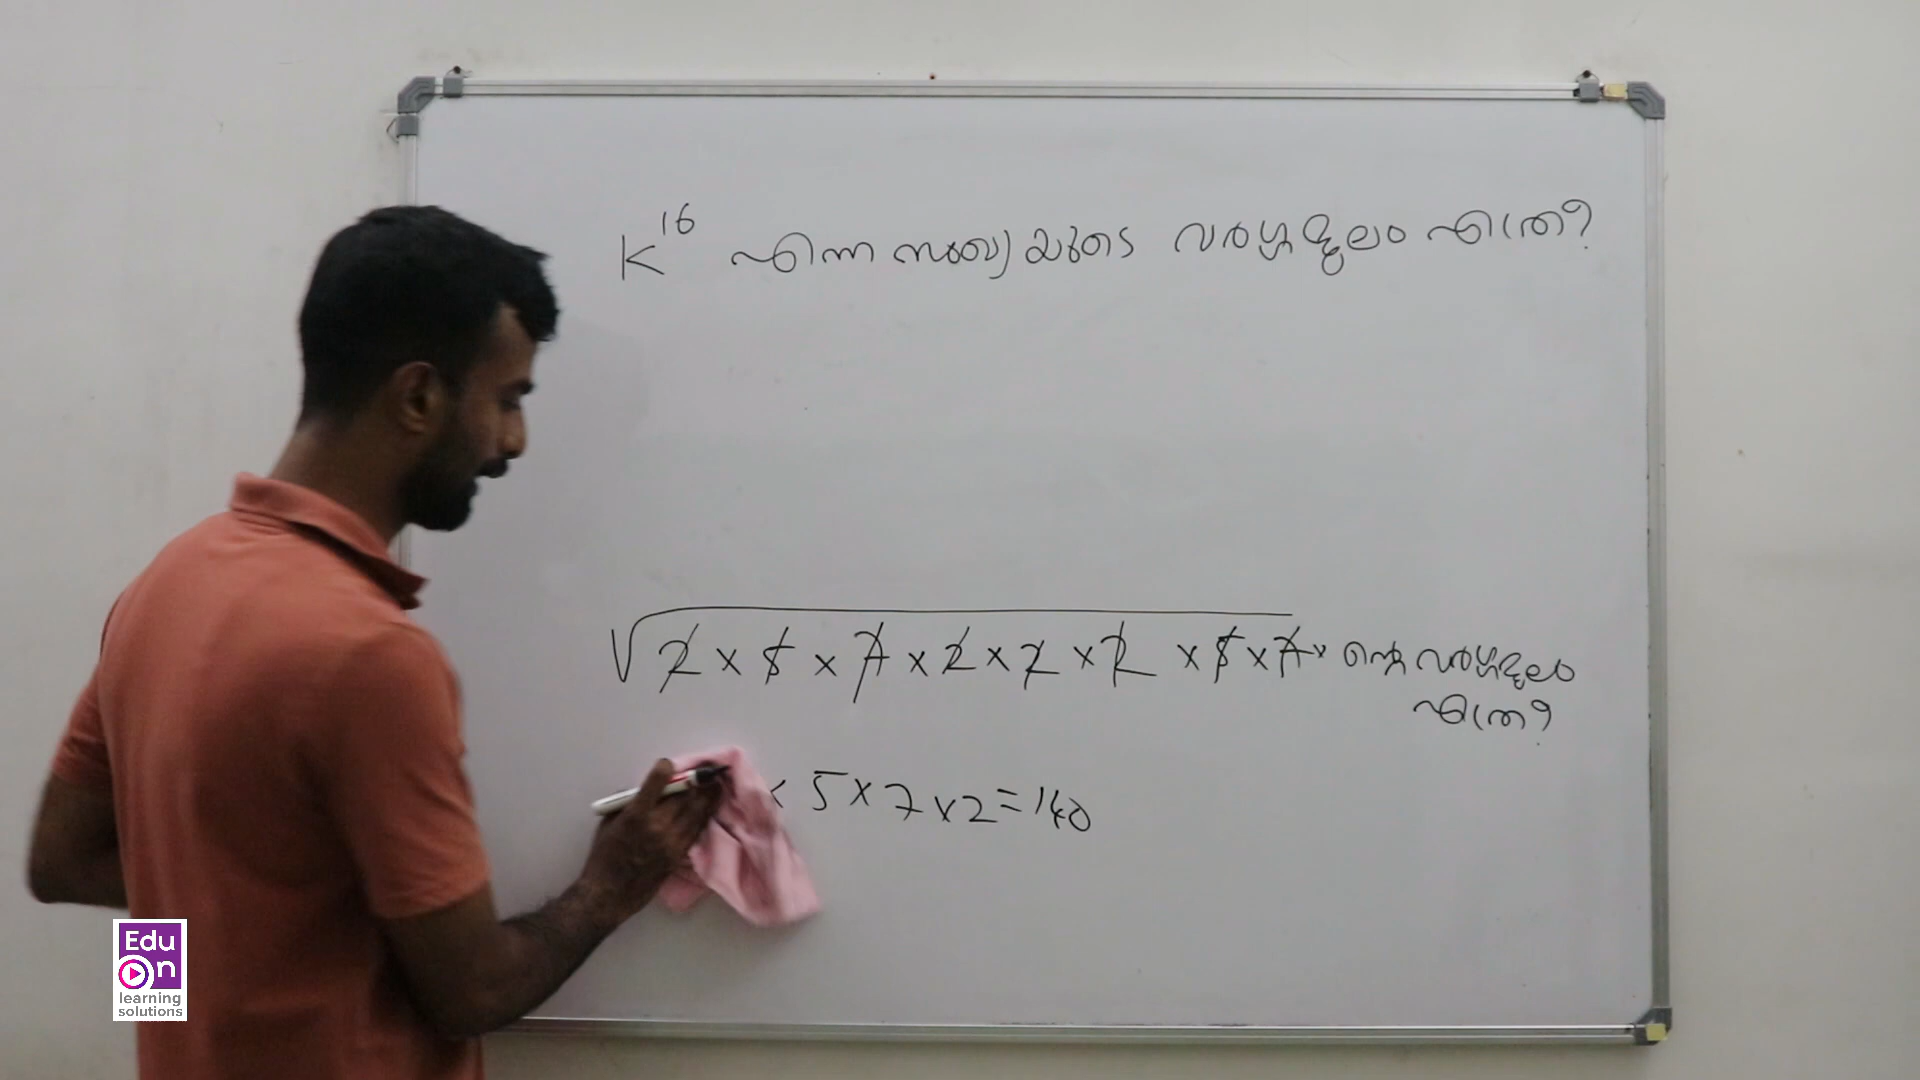 K¹⁶ എന്ന സംഖ്യയുടെ വർഗ്ഗമൂലം എത്ര?
√2 × 5 × 7 × 2 × 2 × 2 × 5 × 7 × ന്റെ വർഗ്ഗമൂലം
എത്ര?
× 5 × 7 × 2 = 140
Edu
On
learning
solutions